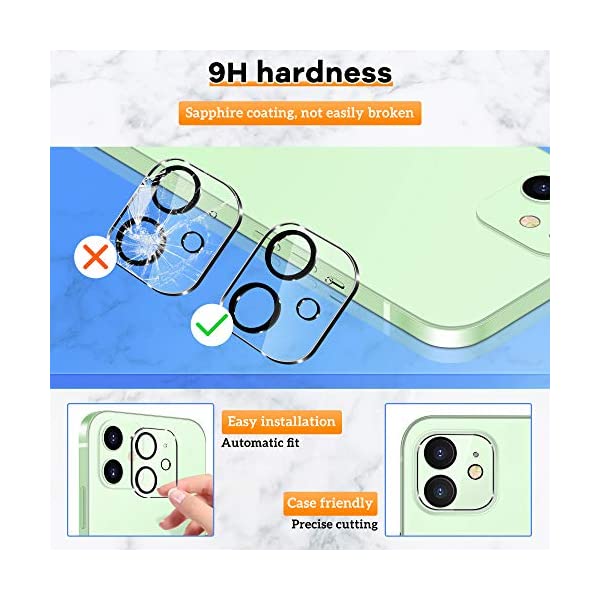 9H hardness
Sapphire coating, not easily broken
Easy installation
Automatic fit
Case friendly
Precise cutting